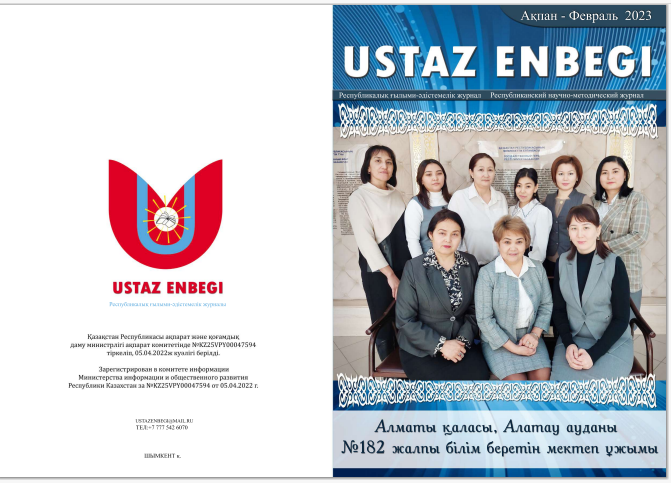 USTAZ ENBEGI
Республикалық ғылыми-әдістемелік журналы
Қазақстан Республикасы ақпарат және қоғамдық
даму министрлігі ақпарат комитетінде №KZ25VPY00047594
тіркеліп, 05.04.2022ж куәлігі берілді.
Зарегистрирован в комитете информации
Министерства информации и общественного развития
Республики Казахстан за №KZ25VPY00047594 от 05.04.2022 г.
USTAZENBEGI@MAIL.RU
ТЕЛ:+7 777 542 6070
ШЫМКЕНТ к.
Ақпан - Февраль 2023
USTAZ ENBEGI
Республикалық ғылыми-әдістемелік журнал Республиканский научно-методический журнал
Алматы қаласы, Алатау ауданы
№182 жалпы білім беретін мектеп ұжымы